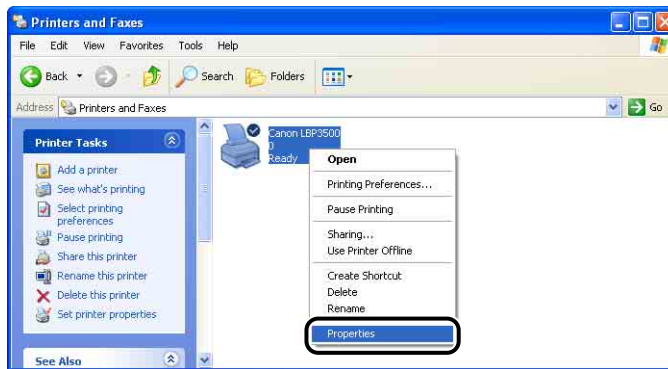 Printers and Faxes
File Edit View Favorites Tools Help
Back Search Folders
Address Printers and Faxes Go
Printer Tasks
Add a printer
See what's printing
Select printing
preferences
Pause printing
Share this printer
Rename this printer
Delete this printer
Set printer properties
See Also
Canon LBP3500
0
Ready
Open
Printing Preferences...
Pause Printing
Sharing...
Use Printer Offline
Create Shortcut
Delete
Rename
Properties